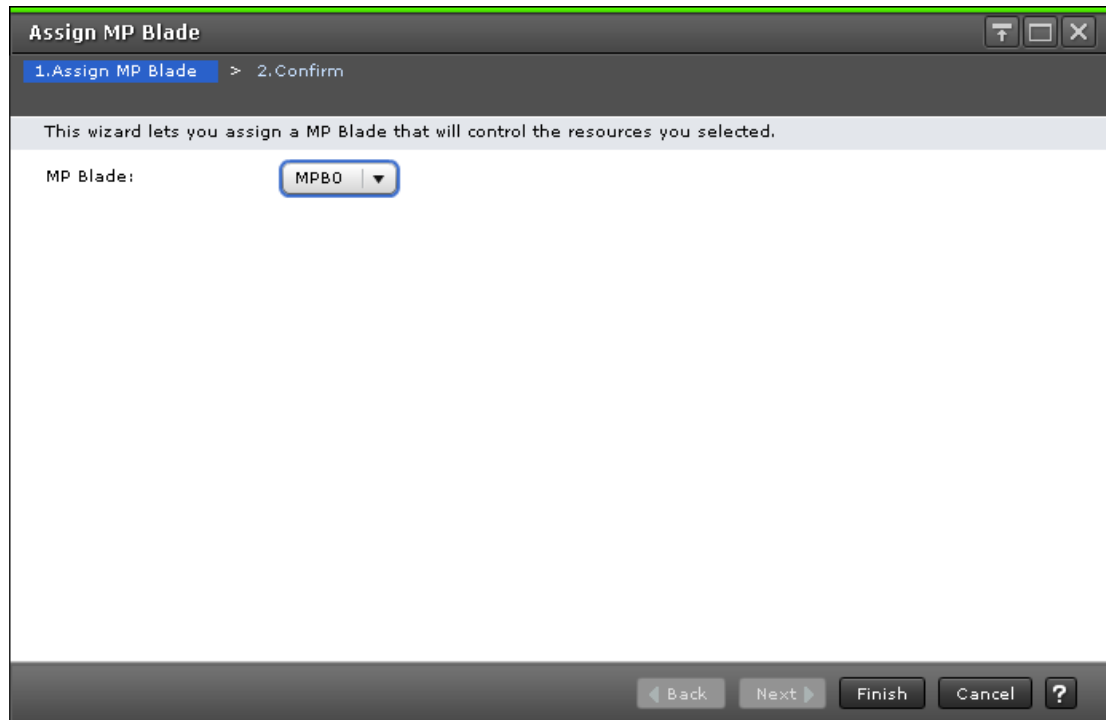 Assign MP Blade
1.Assign MP Blade > 2.Confirm
This wizard lets you assign a MP Blade that will control the resources you selected.
MP Blade: MPB0
Back Next Finish Cancel ?